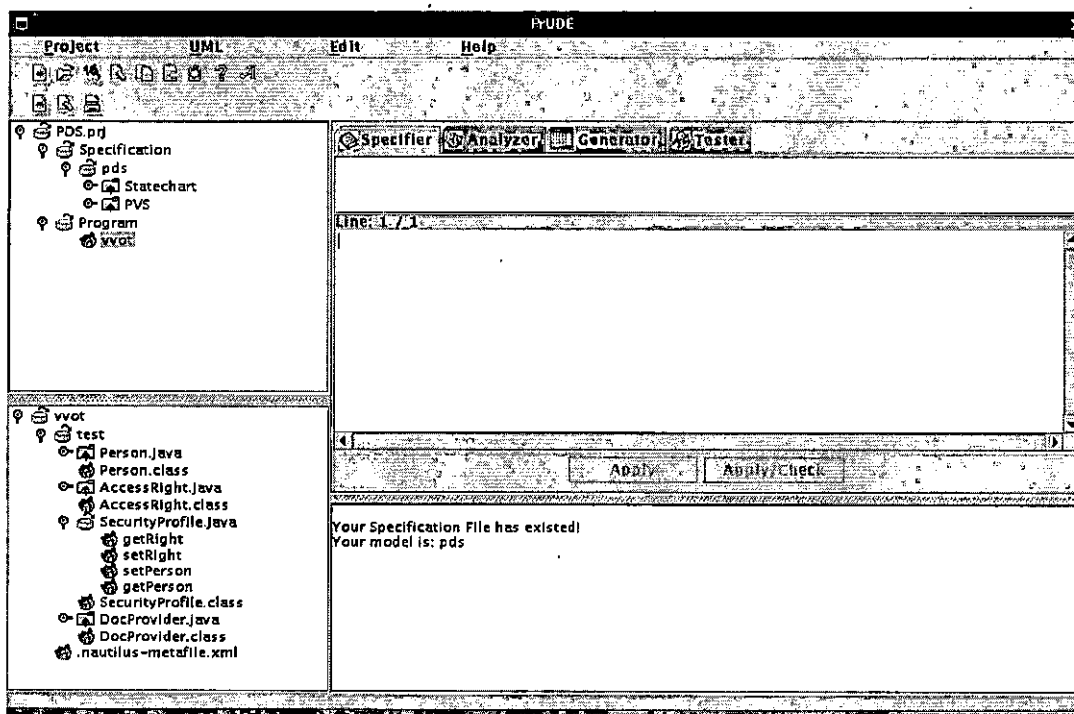 PrUDE
Project UML Edit Help
PDS.prj
Specification
pds
Statechart
PVS
Program
vvot
Specifier Analyzer Generator Tester
Line: 1 / 1
Apply Apply/Check
vvot
test
Person.java
Person.class
AccessRight.java
AccessRight.class
SecurityProfile.java
getRight
setRight
setPerson
getPerson
SecurityProfile.class
DocProvider.java
DocProvider.class
.nautilus-metafile.xml
Your Specification File has existed!
Your model is: pds